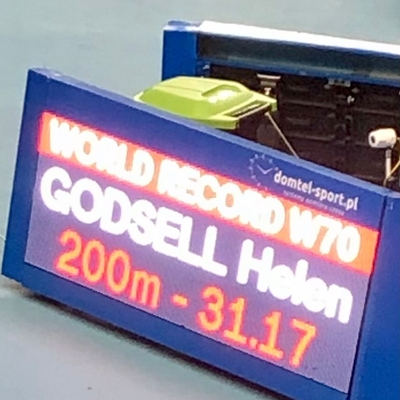 domtel-sport.pl
WORLD RECORD W70
GODSELL Helen
200m - 31.17